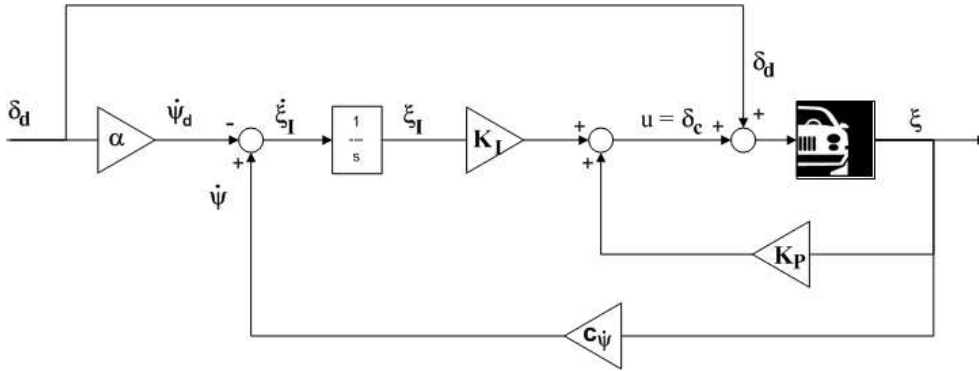 δd
δd
α
ψ̇d
-
+
ψ̇
ξ̇I
1
---
s
ξI
KI
+
+
u = δc
+
+
ξ
KP
cψ̇